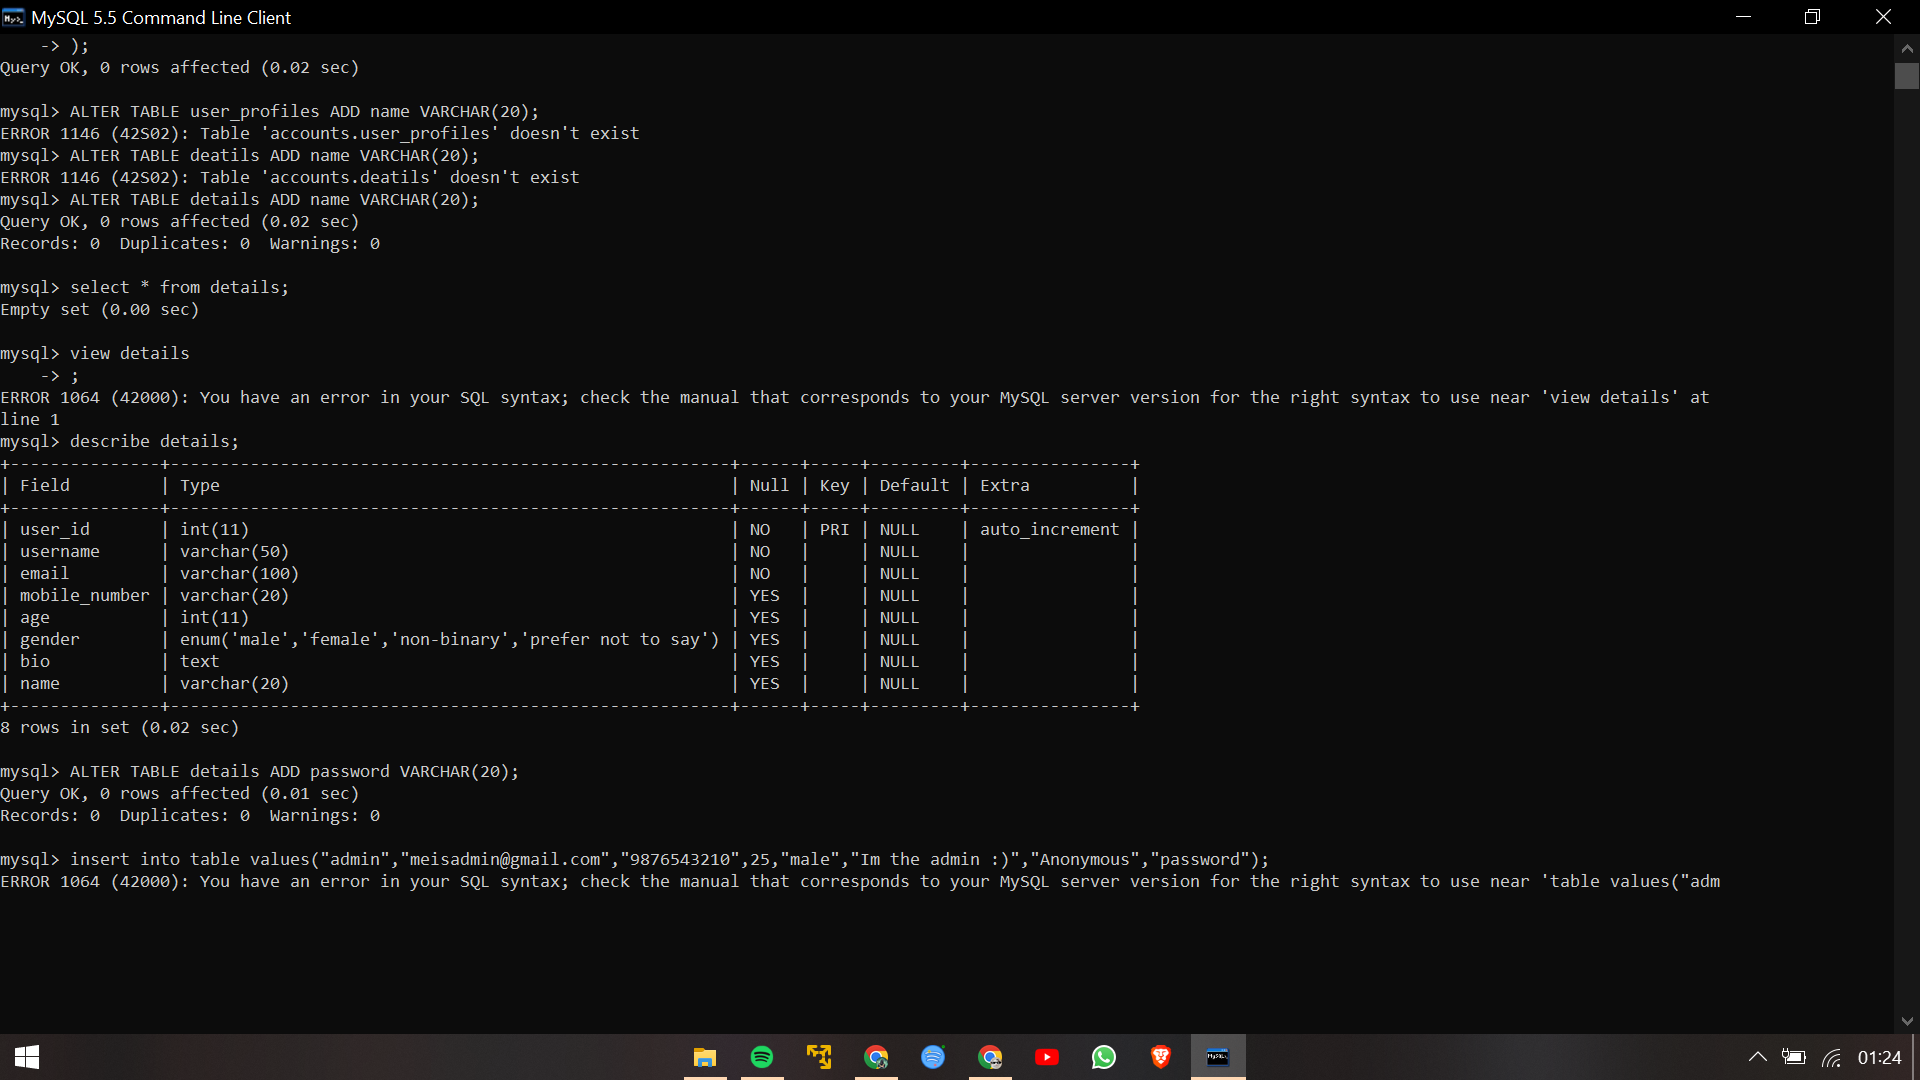 MySQL 5.5 Command Line Client
    -> );
Query OK, 0 rows affected (0.02 sec)

mysql> ALTER TABLE user_profiles ADD name VARCHAR(20);
ERROR 1146 (42S02): Table 'accounts.user_profiles' doesn't exist
mysql> ALTER TABLE deatils ADD name VARCHAR(20);
ERROR 1146 (42S02): Table 'accounts.deatils' doesn't exist
mysql> ALTER TABLE details ADD name VARCHAR(20);
Query OK, 0 rows affected (0.02 sec)
Records: 0  Duplicates: 0  Warnings: 0

mysql> select * from details;
Empty set (0.00 sec)

mysql> view details
    -> ;
ERROR 1064 (42000): You have an error in your SQL syntax; check the manual that corresponds to your MySQL server version for the right syntax to use near 'view details' at
line 1
mysql> describe details;
+---------------+--------------------------------------------------------+------+-----+---------+----------------+
| Field         | Type                                                   | Null | Key | Default | Extra          |
+---------------+--------------------------------------------------------+------+-----+---------+----------------+
| user_id       | int(11)                                                | NO   | PRI | NULL    | auto_increment |
| username      | varchar(50)                                            | NO   |     | NULL    |                |
| email         | varchar(100)                                           | NO   |     | NULL    |                |
| mobile_number | varchar(20)                                            | YES  |     | NULL    |                |
| age           | int(11)                                                | YES  |     | NULL    |                |
| gender        | enum('male','female','non-binary','prefer not to say') | YES  |     | NULL    |                |
| bio           | text                                                   | YES  |     | NULL    |                |
| name          | varchar(20)                                            | YES  |     | NULL    |                |
+---------------+--------------------------------------------------------+------+-----+---------+----------------+
8 rows in set (0.02 sec)

mysql> ALTER TABLE details ADD password VARCHAR(20);
Query OK, 0 rows affected (0.01 sec)
Records: 0  Duplicates: 0  Warnings: 0

mysql> insert into table values("admin","meisadmin@gmail.com","9876543210",25,"male","Im the admin :)","Anonymous","password");
ERROR 1064 (42000): You have an error in your SQL syntax; check the manual that corresponds to your MySQL server version for the right syntax to use near 'table values("adm
01:24